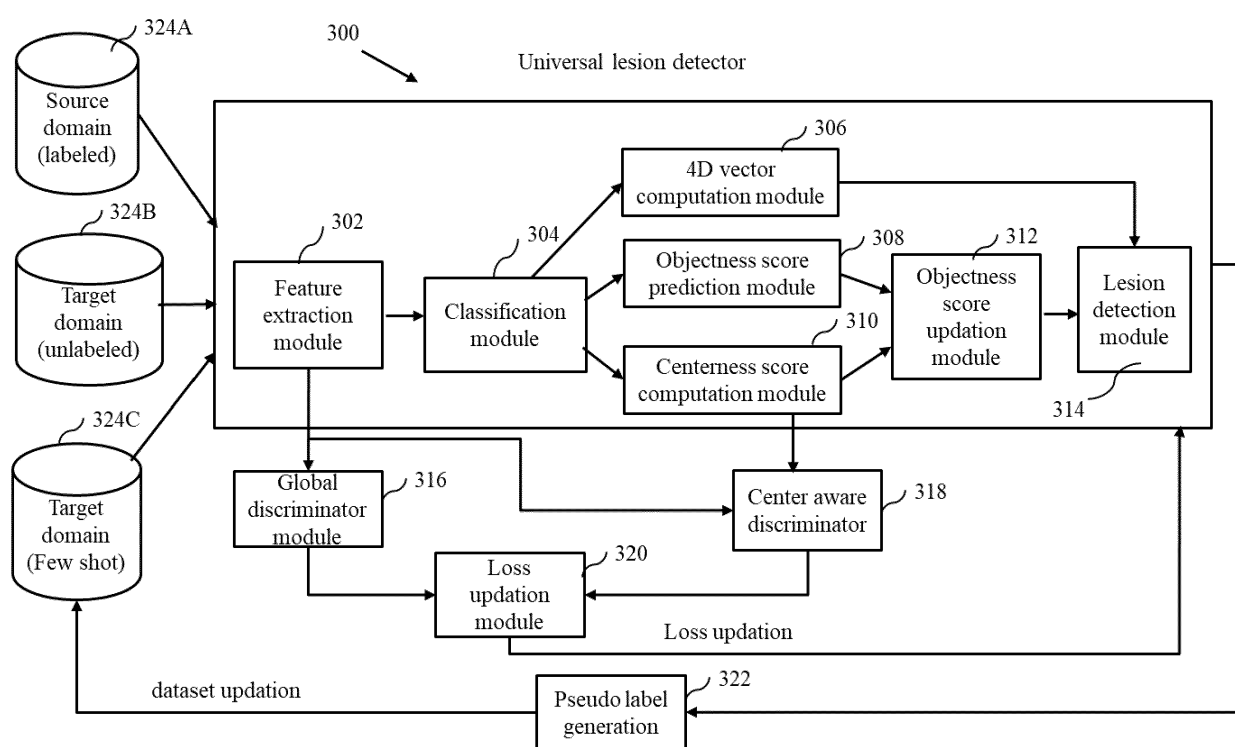 324A
300
Universal lesion detector
Source
domain
(labeled)
306
4D vector
computation module
324B
302
304
308
312
Target
domain
(unlabeled)
Feature
extraction
module
Classification
module
Objectness score
prediction module
310
Centerness score
computation module
Objectness
score
updation
module
Lesion
detection
module
314
324C
Target
domain
(Few shot)
Global
discriminator
module
316
Center aware
discriminator
318
Loss
updation
module
320
Loss updation
dataset updation
Pseudo label
generation
322